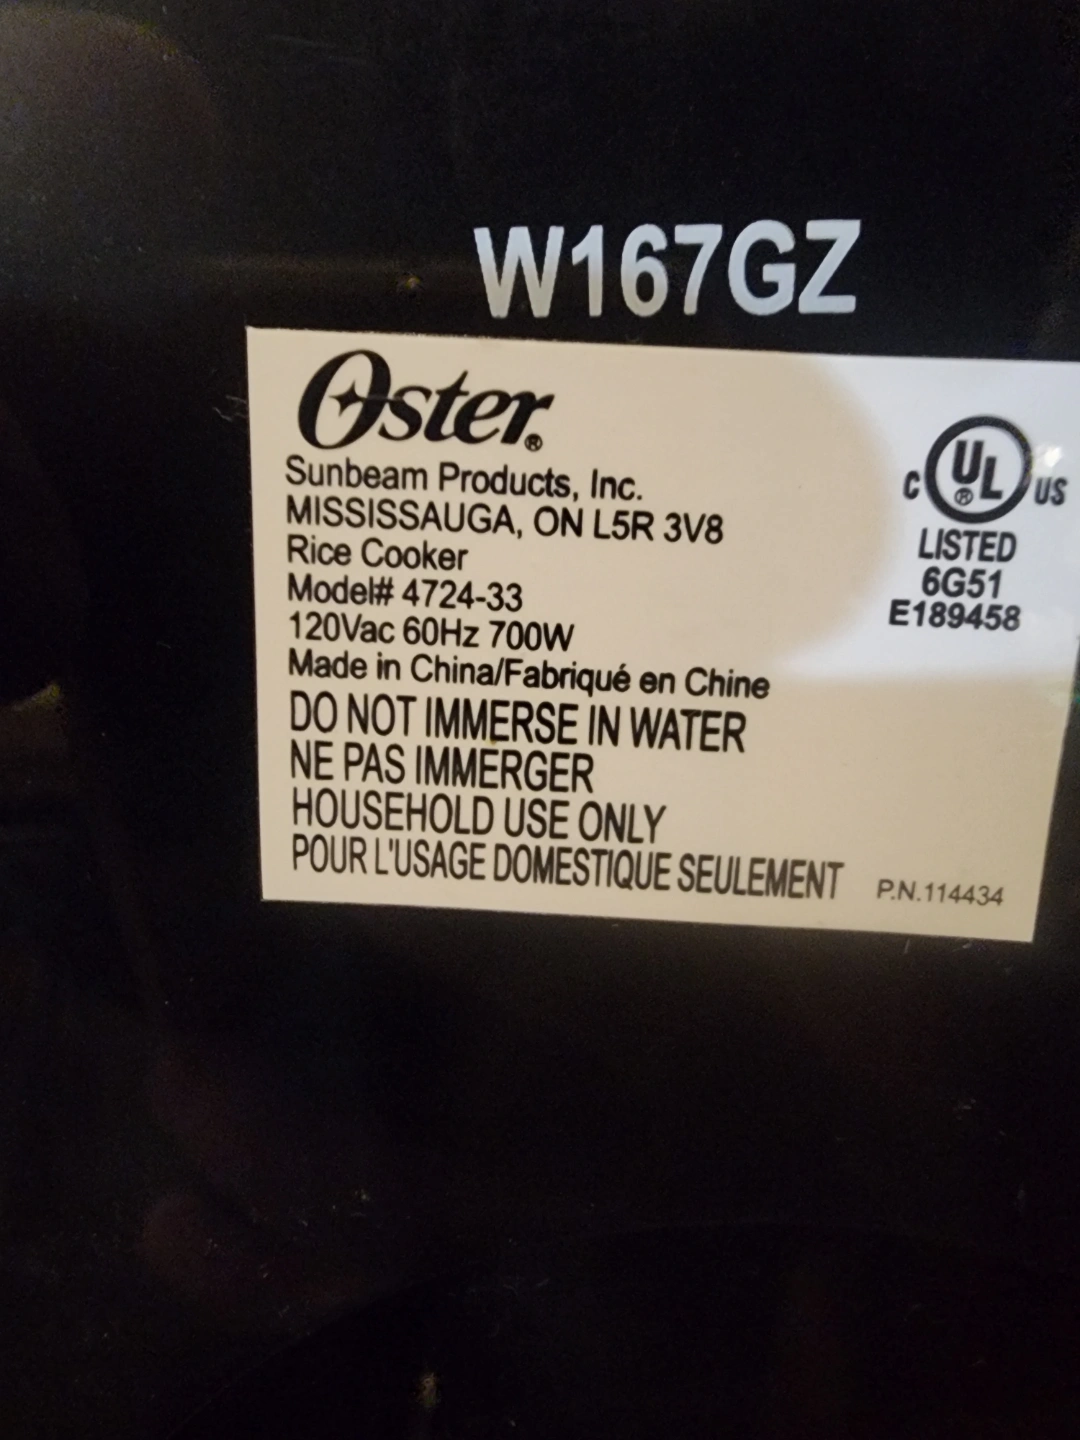 W167GZ
Oster®
Sunbeam Products, Inc.
MISSISSAUGA, ON L5R 3V8
Rice Cooker
Model# 4724-33
120Vac 60Hz 700W
Made in China/Fabriqué en Chine
DO NOT IMMERSE IN WATER
NE PAS IMMERGER
HOUSEHOLD USE ONLY
POUR L'USAGE DOMESTIQUE SEULEMENT
P.N.114434
C UL® US
LISTED
6G51
E189458